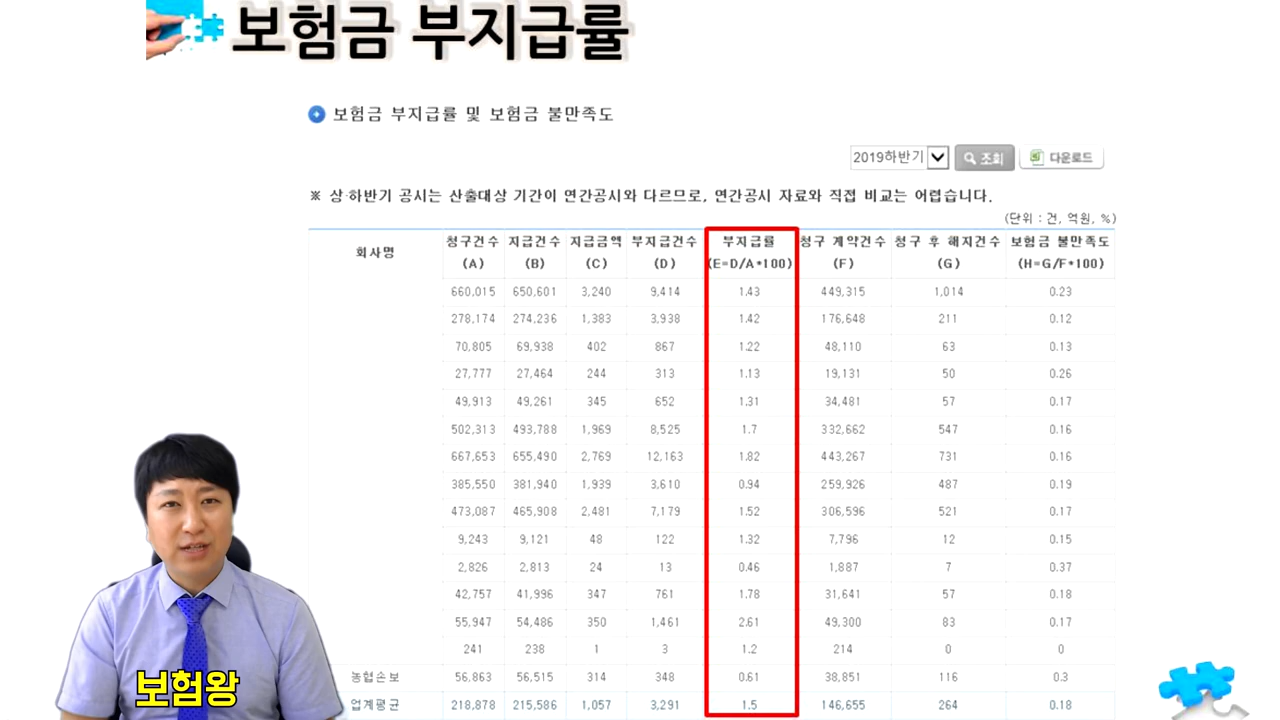 보험금 부지급률
보험금 부지급률 및 보험금 불만족도
2019하반기 조회 다운로드
※ 상·하반기 공시는 산출대상 기간이 연간공시와 다르므로, 연간공시 자료와 직접 비교는 어렵습니다.
(단위 : 건, 억원, %)
회사명 청구건수 (A) 지급건수 (B) 지급금액 (C) 부지급건수 (D) 부지급률 (E=D/A*100) 청구 계약건수 (F) 청구 후 해지건수 (G) 보험금 불만족도 (H=G/F*100)
660,015 650,601 3,240 9,414 1.43 449,315 1,014 0.23
278,174 274,236 1,383 3,938 1.42 176,648 211 0.12
70,805 69,938 402 867 1.22 48,110 63 0.13
27,777 27,464 244 313 1.13 19,131 50 0.26
49,913 49,261 345 652 1.31 34,481 57 0.17
502,313 493,788 1,969 8,525 1.7 332,662 547 0.16
667,653 655,490 2,769 12,163 1.82 443,267 731 0.16
385,550 381,940 1,939 3,610 0.94 259,926 487 0.19
473,087 465,908 2,481 7,179 1.52 306,596 521 0.17
9,243 9,121 48 122 1.32 7,796 12 0.15
2,826 2,813 24 13 0.46 1,887 7 0.37
42,757 41,996 347 761 1.78 31,641 57 0.18
55,947 54,486 350 1,461 2.61 49,300 83 0.17
241 238 1 3 1.2 214 0 0
농협손보 56,863 56,515 314 348 0.61 38,851 116 0.3
업계평균 218,878 215,586 1,057 3,291 1.5 146,655 264 0.18
보험왕